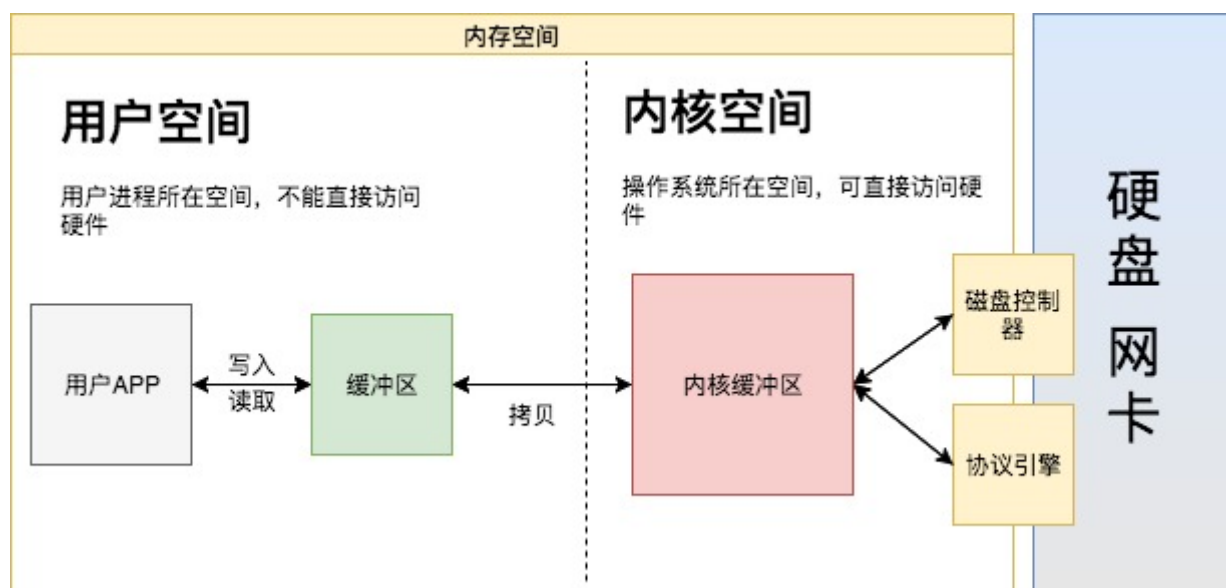 内存空间
用户空间
用户进程所在空间，不能直接访问
硬件
内核空间
操作系统所在空间，可直接访问硬
件
用户APP
写入
读取
缓冲区
拷贝
内核缓冲区
磁盘控制
器
协议引擎
硬
盘
网
卡